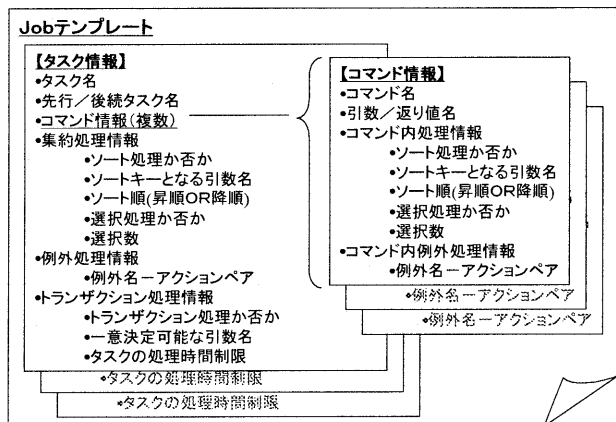 Jobテンプレート
【タスク情報】
•タスク名
•先行／後続タスク名
•コマンド情報(複数)
•集約処理情報
•ソート処理か否か
•ソートキーとなる引数名
•ソート順(昇順OR降順)
•選択処理か否か
•選択数
•例外処理情報
•例外名ーアクションペア
•トランザクション処理情報
•トランザクション処理か否か
•一意決定可能な引数名
•タスクの処理時間制限
•タスクの処理時間制限
•タスクの処理時間制限
【コマンド情報】
•コマンド名
•引数／返り値名
•コマンド内処理情報
•ソート処理か否か
•ソートキーとなる引数名
•ソート順(昇順OR降順)
•選択処理か否か
•選択数
•コマンド内例外処理情報
•例外名ーアクションペア
•例外名ーアクションペア
•例外名ーアクションペア